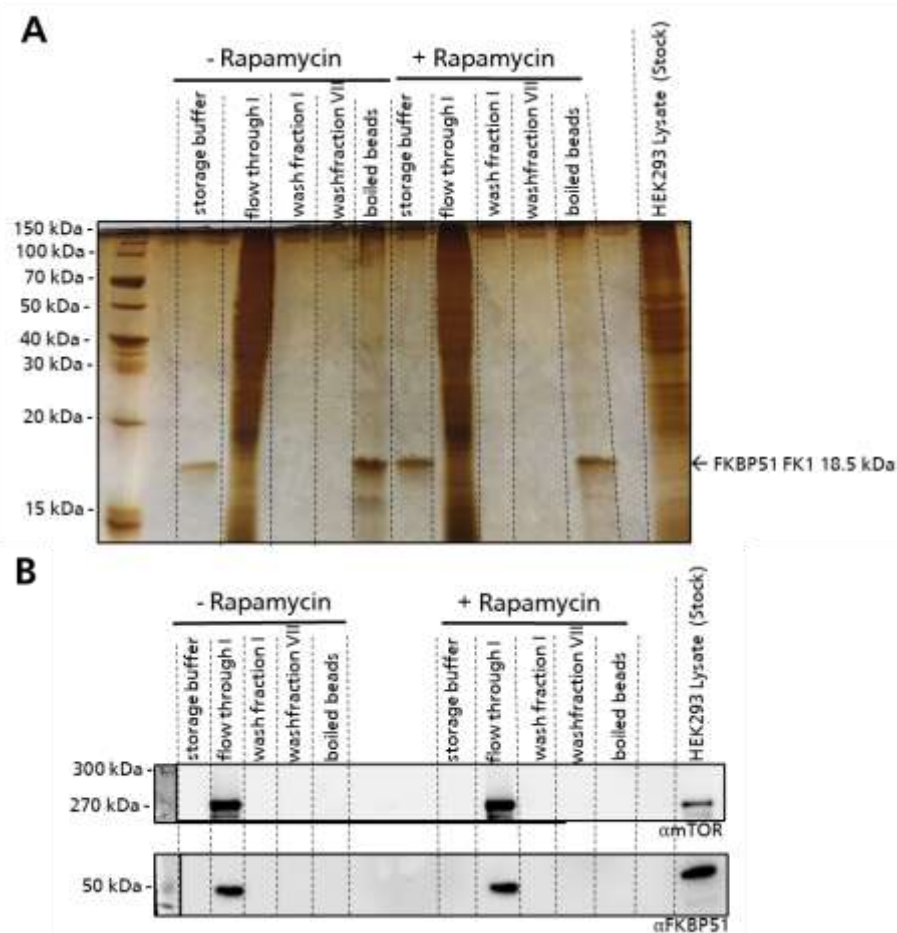 A
- Rapamycin
+ Rapamycin
storage buffer
flow through I
wash fraction I
washfraction VII
boiled beads
storage buffer
flow through I
wash fraction I
washfraction VII
boiled beads
HEK293 Lysate (Stock)
150 kDa -
100 kDa -
70 kDa -
50 kDa -
40 kDa -
30 kDa -
20 kDa -
15 kDa -
← FKBP51 FK1 18.5 kDa
B
- Rapamycin
+ Rapamycin
storage buffer
flow through I
wash fraction I
washfraction VII
boiled beads
storage buffer
flow through I
wash fraction I
washfraction VII
boiled beads
HEK293 Lysate (Stock)
300 kDa -
270 kDa -
αmTOR
50 kDa -
αFKBP51